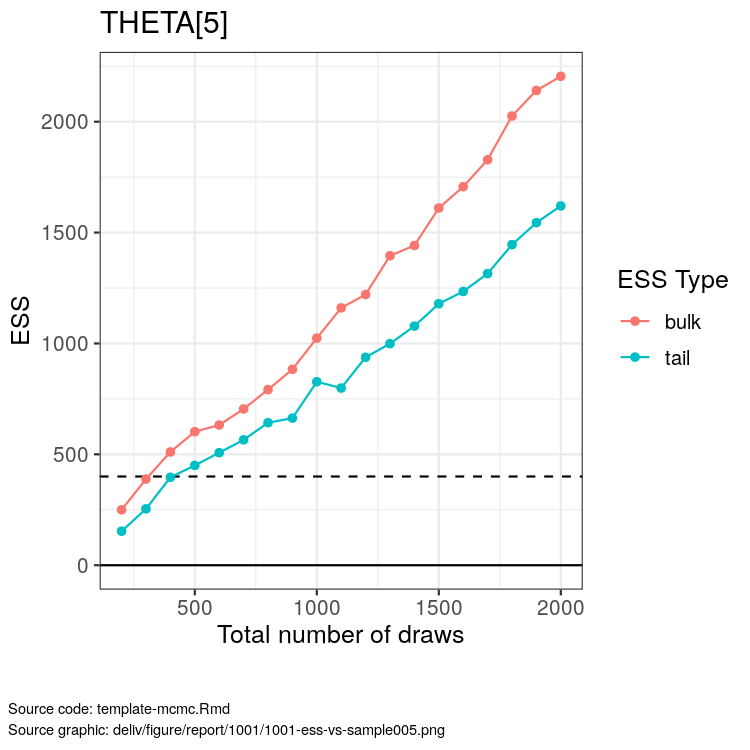 THETA[5]
ESS
2000
1500
1000
500
0
500
1000
1500
2000
Total number of draws
ESS Type
bulk
tail
Source code: template-mcmc.Rmd
Source graphic: deliv/figure/report/1001/1001-ess-vs-sample005.png